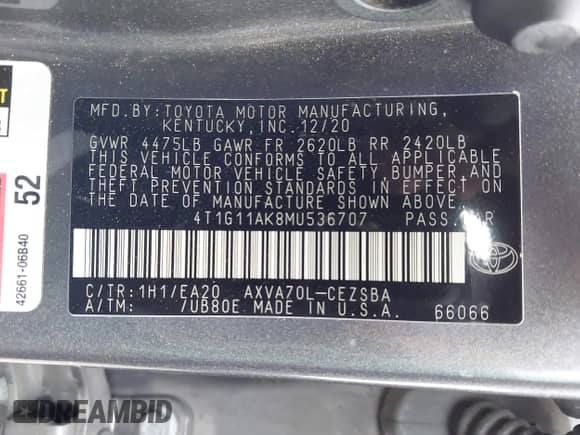 MFD.BY:TOYOTA MOTOR MANUFACTURING,
KENTUCKY,INC.12/20
GVWR 4475LB GAWR FR 2620LB RR 2420LB
THIS VEHICLE CONFORMS TO ALL APPLICABLE
FEDERAL MOTOR VEHICLE SAFETY, BUMPER,AND
THEFT PREVENTION STANDARDS IN
EFFECT ON THE DATE OF MANUFACTURE SHOWN ABOVE.
4T1G11AK8MU536707 PASS.
C/TR:1H1/EA20 AXVA70L-CEZSBA
A/TM: 7UB80E MADE IN U.S.A. 66066
52
42661-06B40
DREAMBID